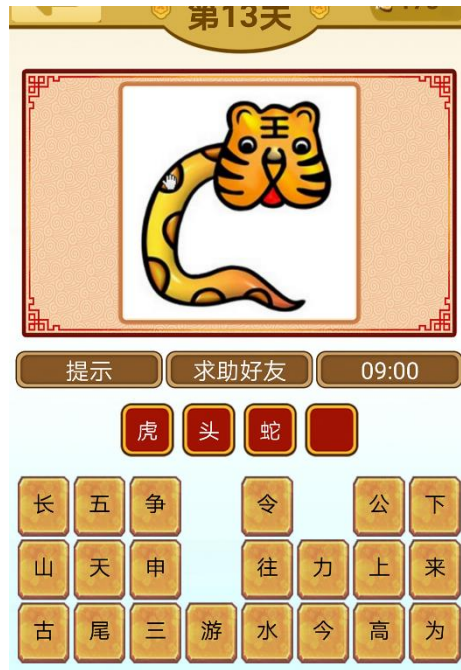 第13关
王
提示 求助好友 09:00
虎 头 蛇
长 五 争 令 公 下
山 天 申 往 力 上 来
古 尾 三 游 水 今 高 为